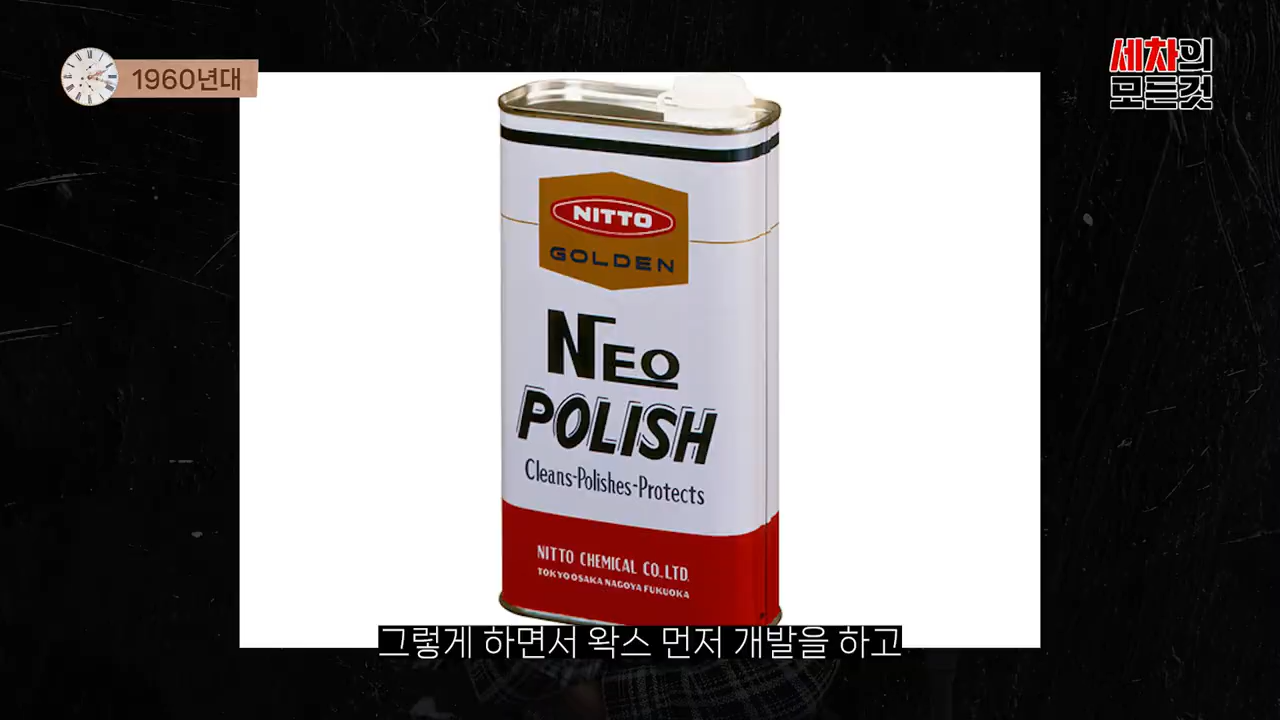 1960년대
세차의
모든것
NITTO
GOLDEN
NEO
POLISH
Cleans-Polishes-Protects
NITTO CHEMICAL CO.,LTD.
TOKYO OSAKA NAGOYA FUKUOKA
그렇게 하면서 왁스 먼저 개발을 하고